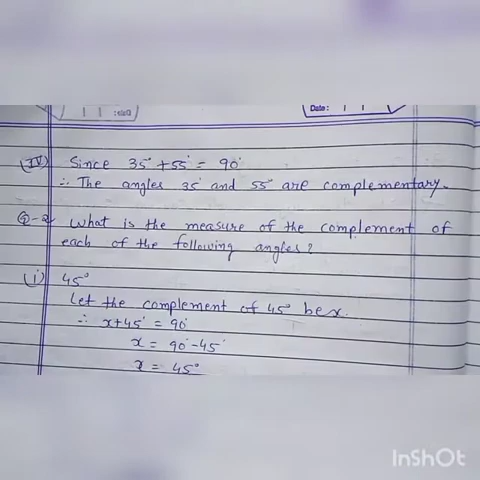 Date:
(IV) Since 35° + 55° = 90°
∴ The angles 35° and 55° are complementary.
Q-2 What is the measure of the complement of
each of the following angles?
(i) 45°
Let the complement of 45° be x.
∴ x+45° = 90°
x = 90° - 45°
x = 45°
InShOt